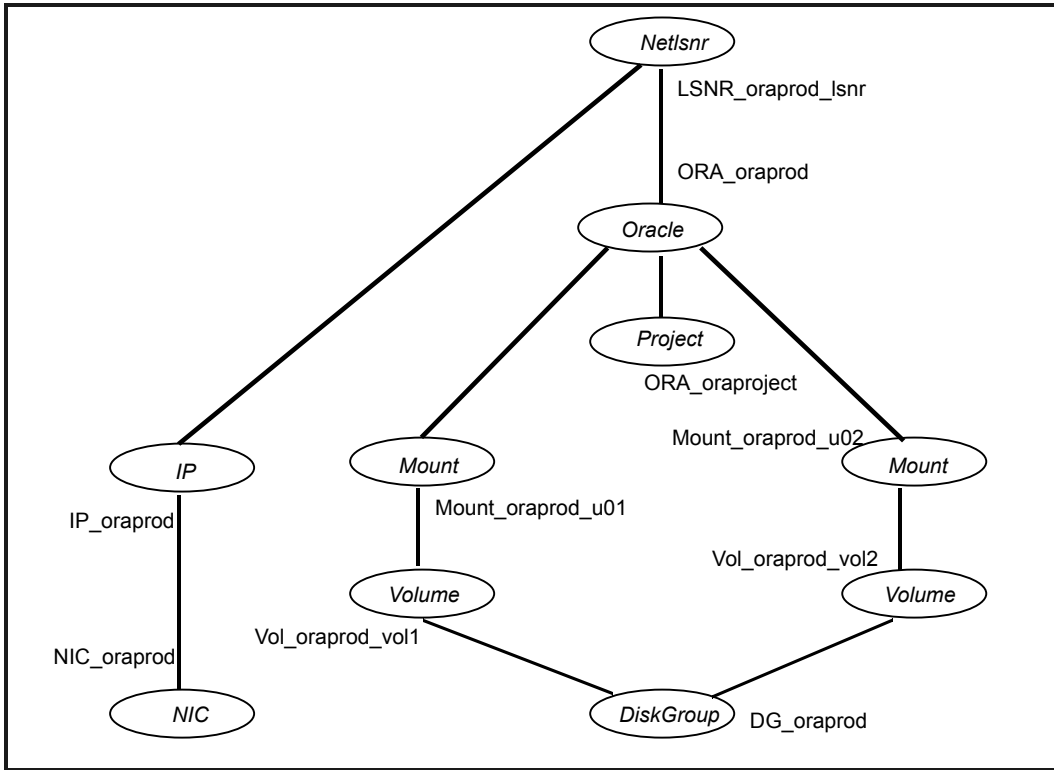 Netlsnr
LSNR_oraprod_lsnr
ORA_oraprod
Oracle
Project
ORA_oraproject
Mount_oraprod_u02
IP
Mount
Mount
IP_oraprod
Mount_oraprod_u01
Vol_oraprod_vol2
Volume
Volume
Vol_oraprod_vol1
NIC_oraprod
NIC
DiskGroup
DG_oraprod